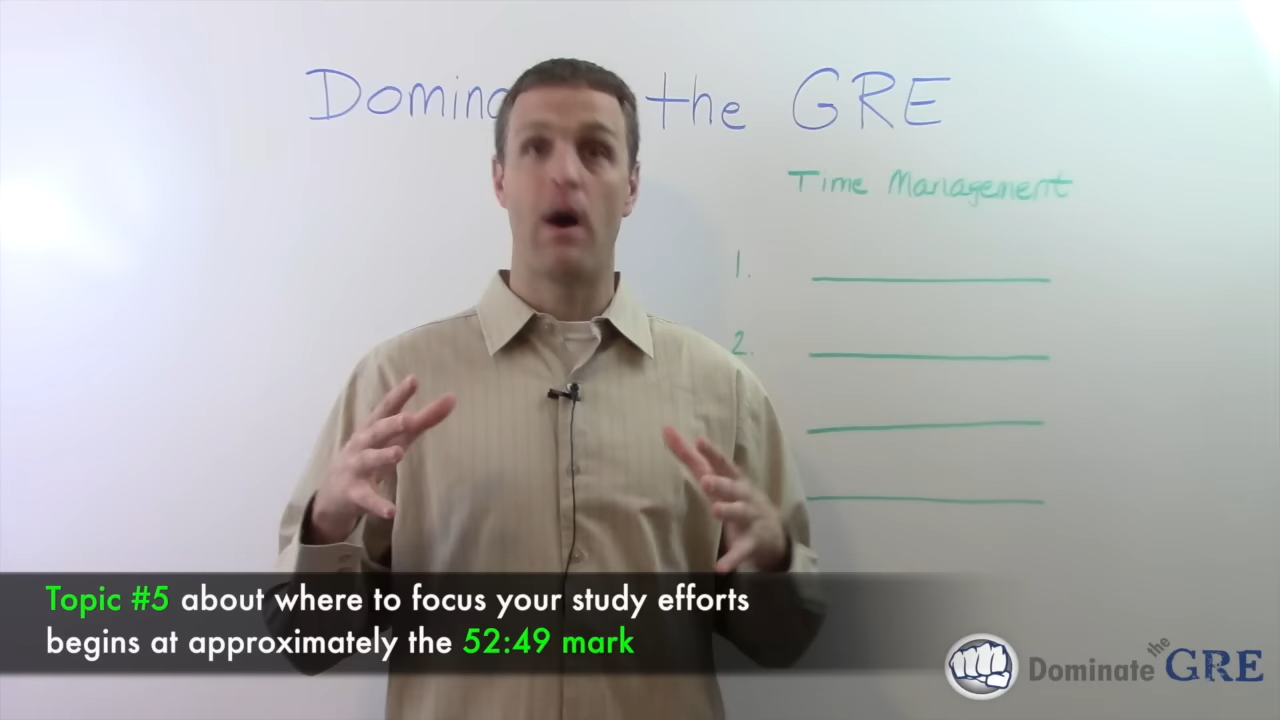 Domin the GRE
Time Management
1.
2.
Topic #5 about where to focus your study efforts
begins at approximately the 52:49 mark
Dominate the GRE